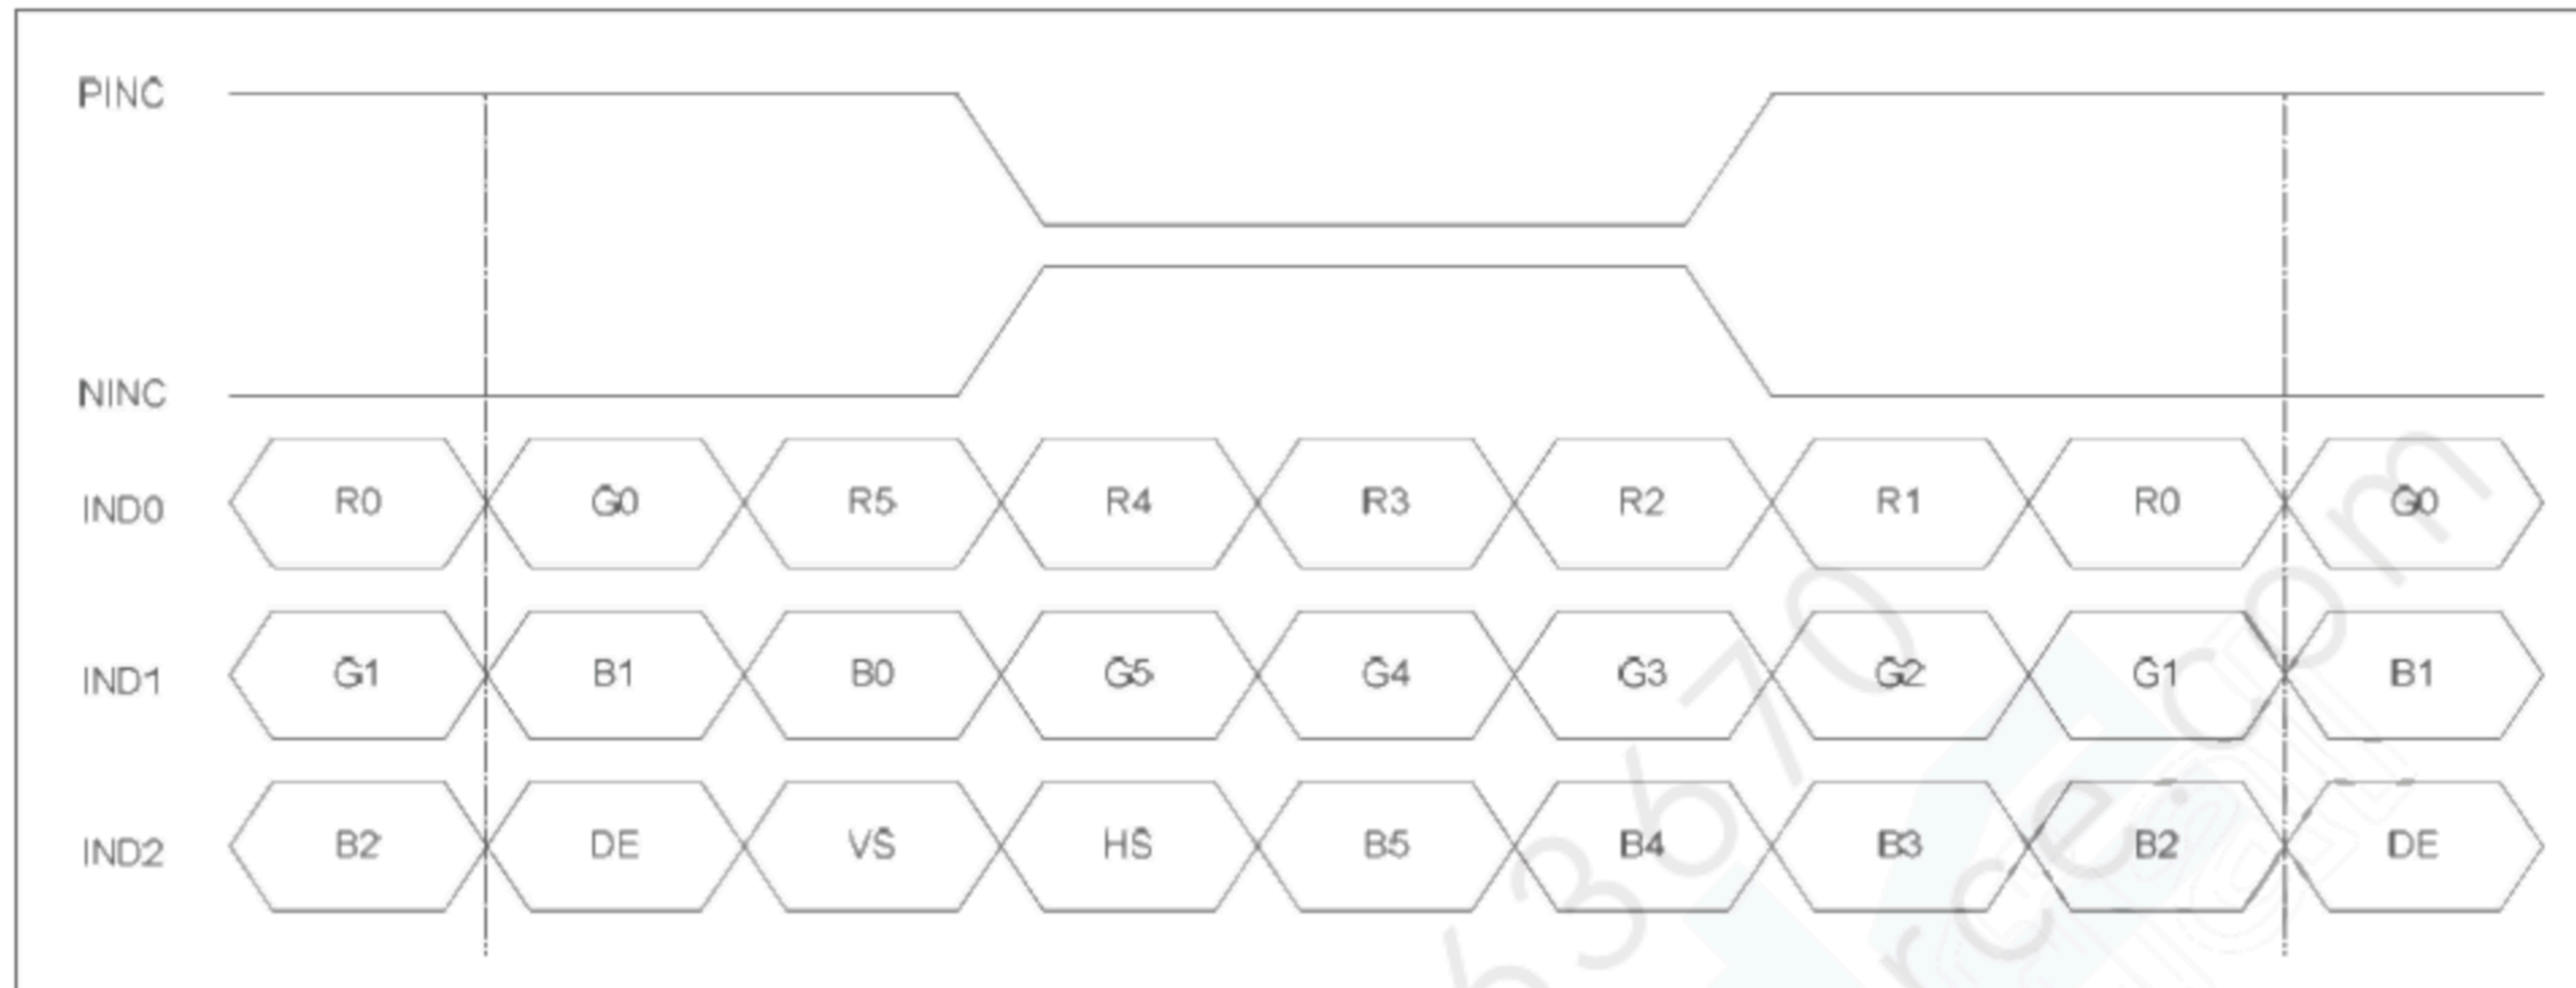 PINC
NINC
IND0 R0 G0 R5 R4 R3 R2 R1 R0 G0
IND1 G1 B1 B0 G5 G4 G3 G2 G1 B1
IND2 B2 DE VS HS B5 B4 B3 B2 DE